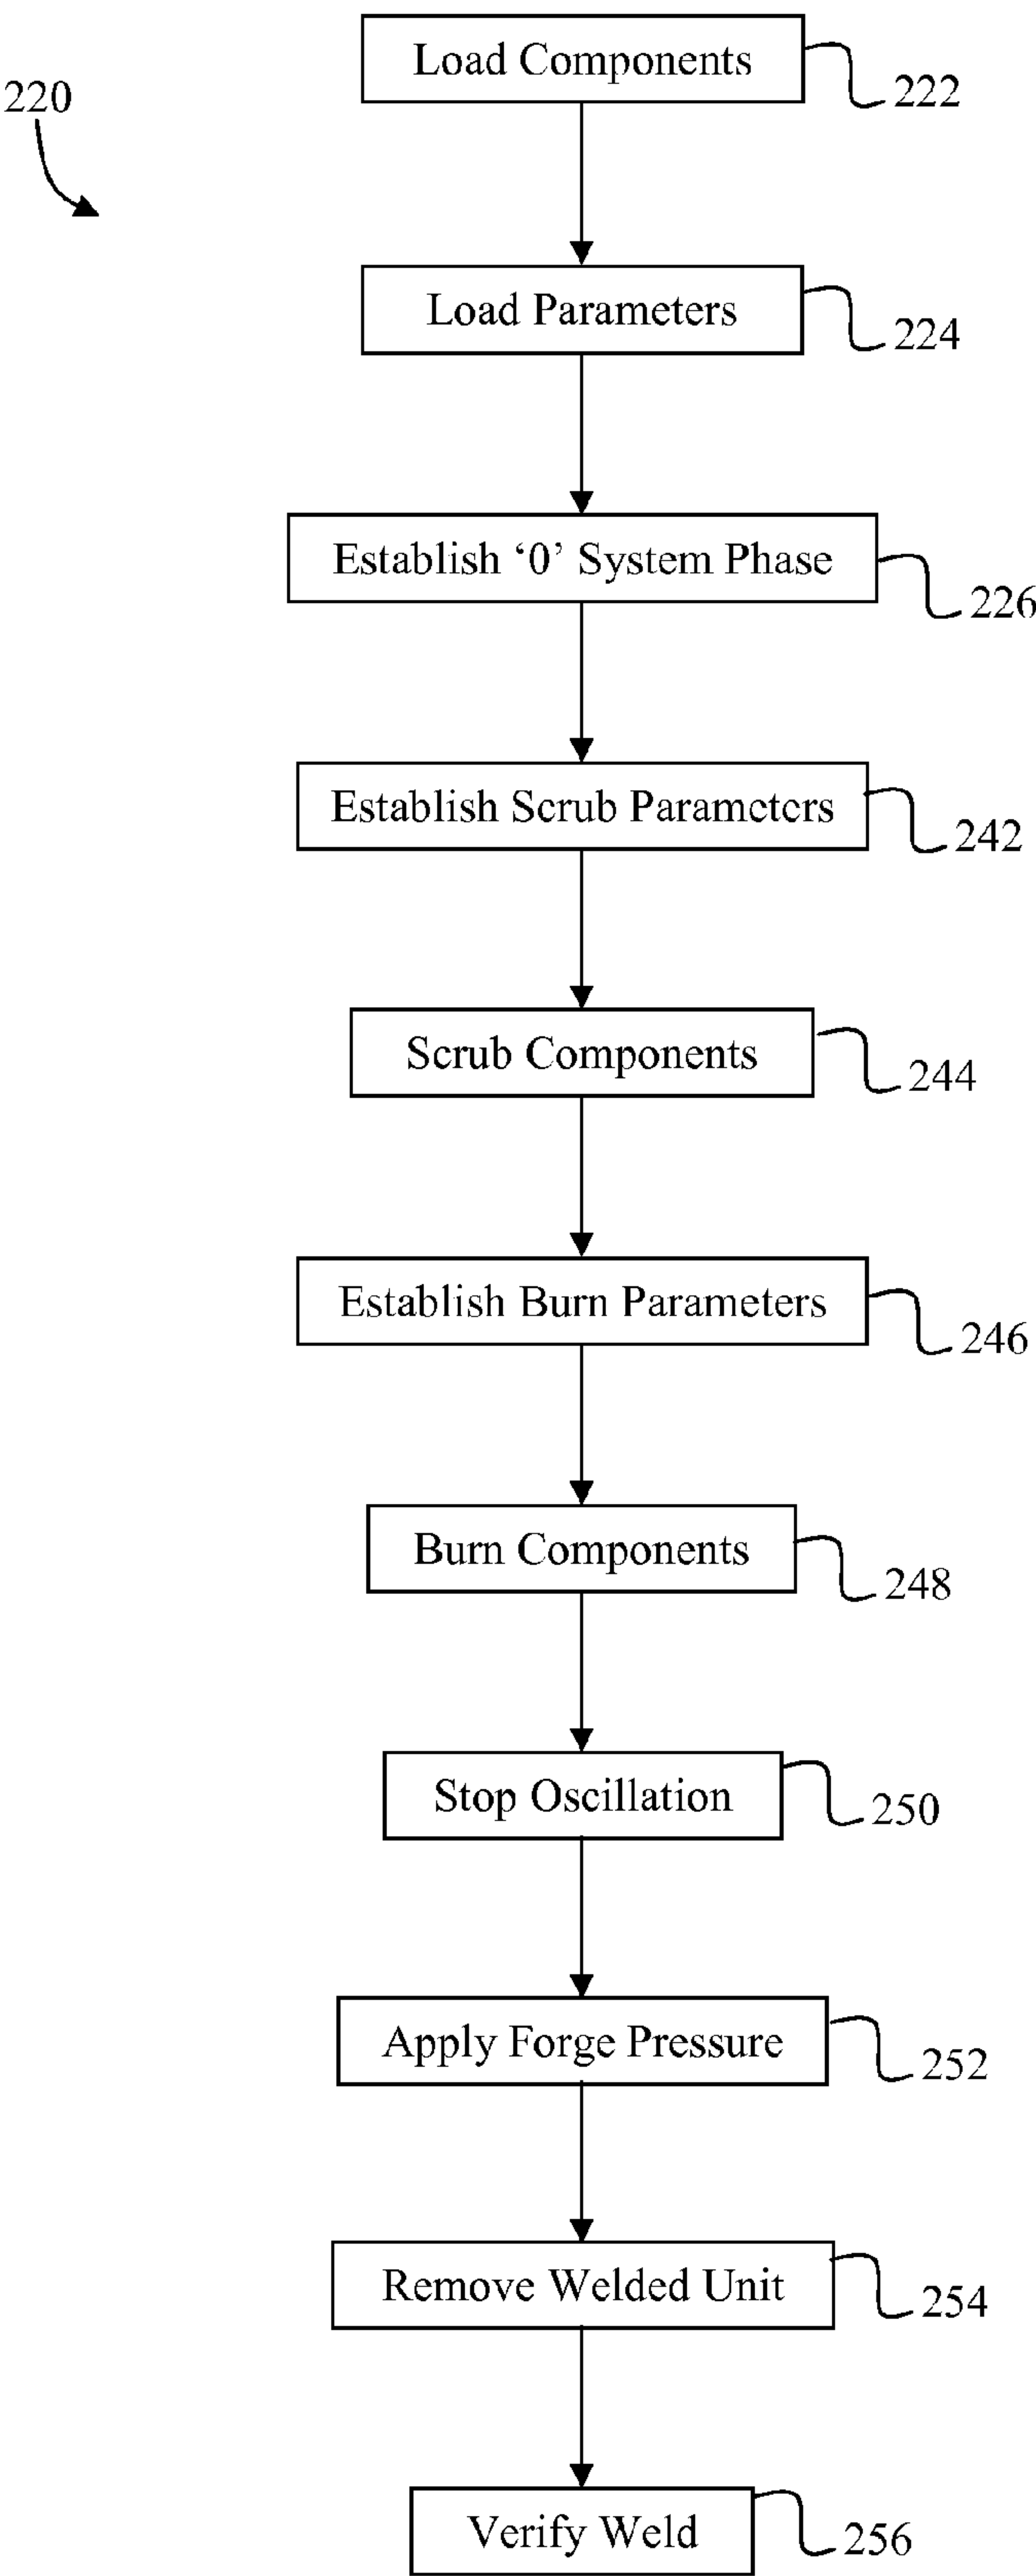 Load Components
222
220
Load Parameters
224
Establish ‘0’ System Phase
226
Establish Scrub Parameters
242
Scrub Components
244
Establish Burn Parameters
246
Burn Components
248
Stop Oscillation
250
Apply Forge Pressure
252
Remove Welded Unit
254
Verify Weld
256